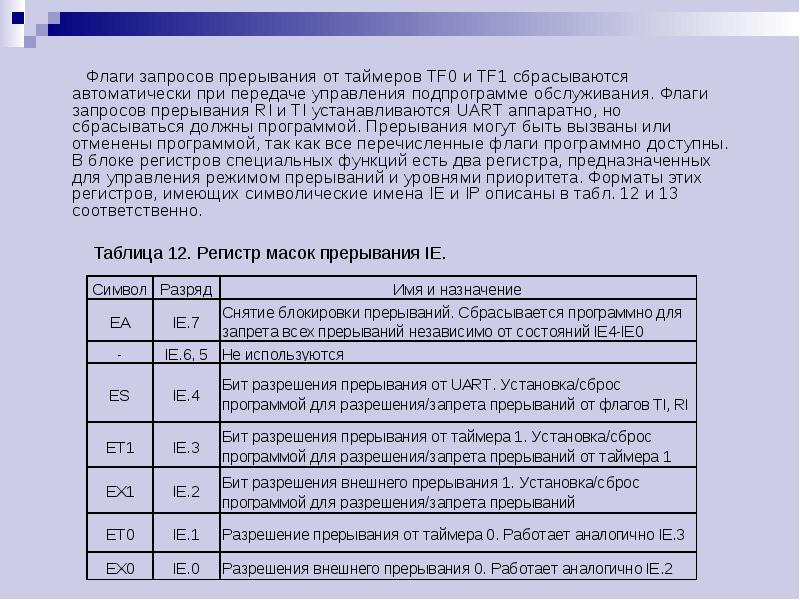 Флаги запросов прерывания от таймеров TF0 и TF1 сбрасываются
автоматически при передаче управления подпрограмме обслуживания. Флаги
запросов прерывания RI и TI устанавливаются UART аппаратно, но
сбрасываться должны программой. Прерывания могут быть вызваны или
отменены программой, так как все перечисленные флаги программно доступны.
В блоке регистров специальных функций есть два регистра, предназначенных
для управления режимом прерываний и уровнями приоритета. Форматы этих
регистров, имеющих символические имена IE и IP описаны в табл. 12 и 13
соответственно.
Таблица 12. Регистр масок прерывания IE.
Символ Разряд Имя и назначение
EA IE.7 Снятие блокировки прерываний. Сбрасывается программно для
запрета всех прерываний независимо от состояний IE4-IE0
- IE.6, 5 Не используются
ES IE.4 Бит разрешения прерывания от UART. Установка/сброс
программой для разрешения/запрета прерываний от флагов TI, RI
ET1 IE.3 Бит разрешения прерывания от таймера 1. Установка/сброс
программой для разрешения/запрета прерываний от таймера 1
EX1 IE.2 Бит разрешения внешнего прерывания 1. Установка/сброс
программой для разрешения/запрета прерываний
ET0 IE.1 Разрешение прерывания от таймера 0. Работает аналогично IE.3
EX0 IE.0 Разрешения внешнего прерывания 0. Работает аналогично IE.2